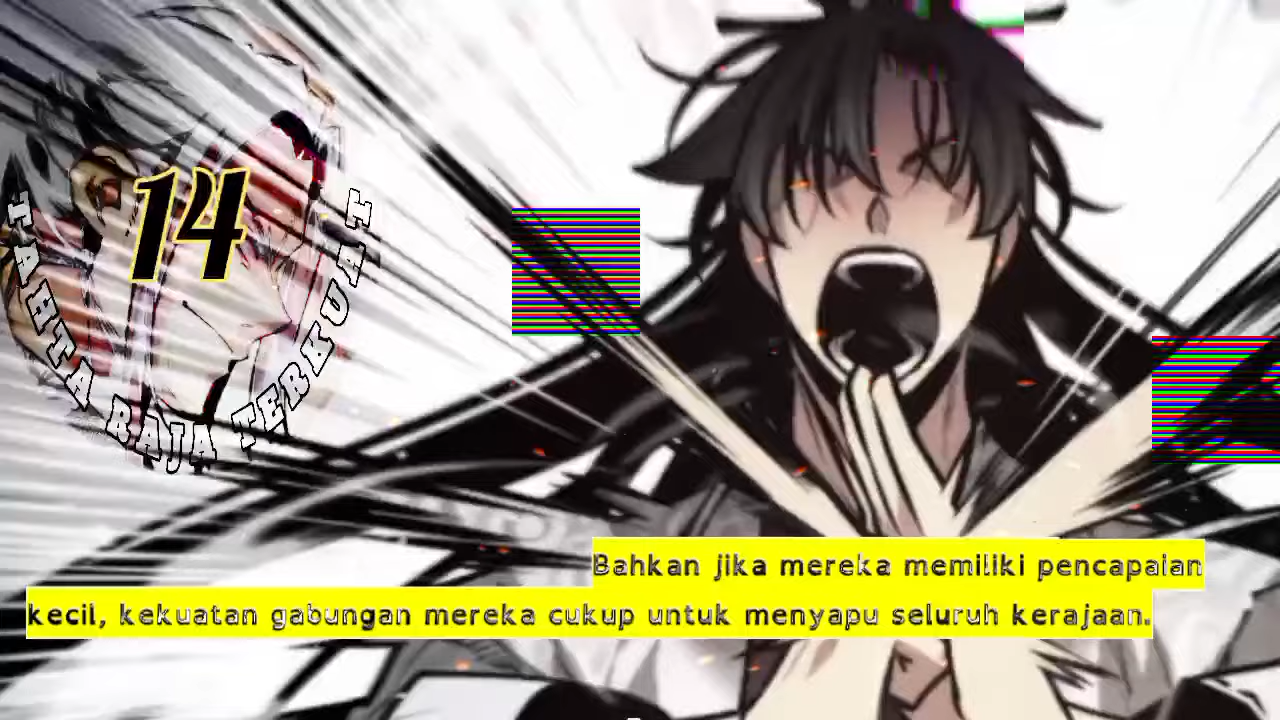 14
TAHTA RAJA TERKUAT
Bahkan jika mereka memiliki pencapaian
kecil, kekuatan gabungan mereka cukup untuk menyapu seluruh kerajaan.